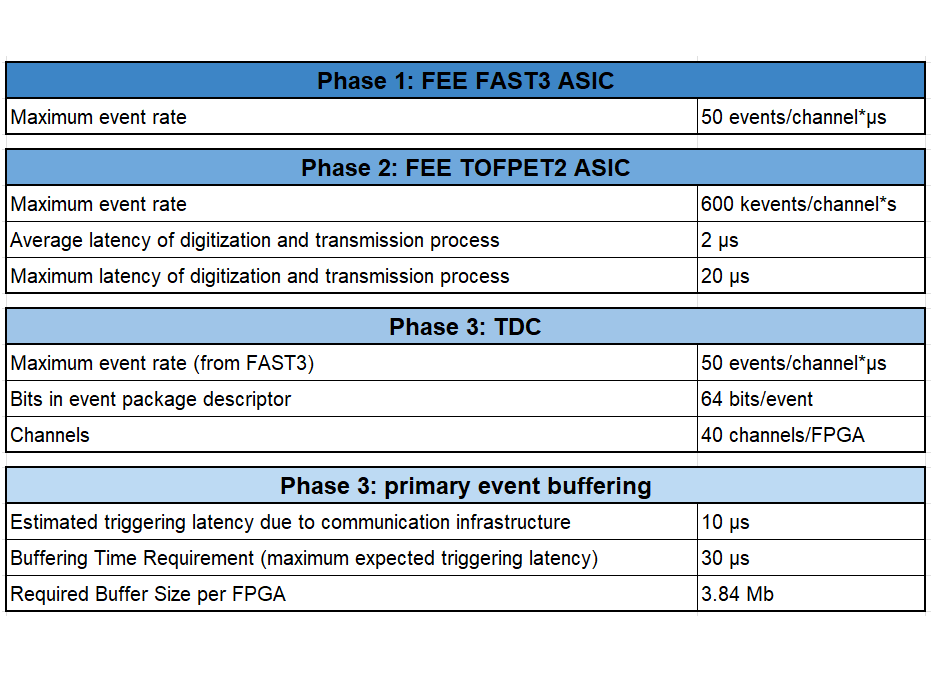 Phase 1: FEE FAST3 ASIC
Maximum event rate 50 events/channel*µs
Phase 2: FEE TOFPET2 ASIC
Maximum event rate 600 kevents/channel*s
Average latency of digitization and transmission process 2 µs
Maximum latency of digitization and transmission process 20 µs
Phase 3: TDC
Maximum event rate (from FAST3) 50 events/channel*µs
Bits in event package descriptor 64 bits/event
Channels 40 channels/FPGA
Phase 3: primary event buffering
Estimated triggering latency due to communication infrastructure 10 µs
Buffering Time Requirement (maximum expected triggering latency) 30 µs
Required Buffer Size per FPGA 3.84 Mb